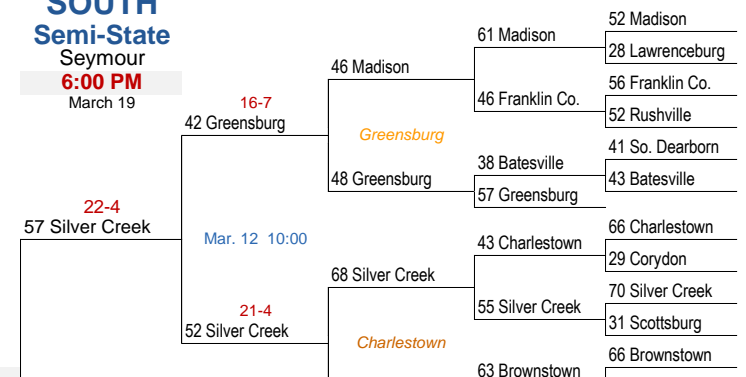 SOUTH
Semi-State
Seymour
6:00 PM
March 19
52 Madison
61 Madison
28 Lawrenceburg
46 Madison
56 Franklin Co.
46 Franklin Co.
52 Rushville
16-7
42 Greensburg
Greensburg
41 So. Dearborn
38 Batesville
43 Batesville
48 Greensburg
57 Greensburg
22-4
57 Silver Creek
Mar. 12 10:00
66 Charlestown
43 Charlestown
29 Corydon
68 Silver Creek
70 Silver Creek
55 Silver Creek
31 Scottsburg
21-4
52 Silver Creek
Charlestown
66 Brownstown
63 Brownstown